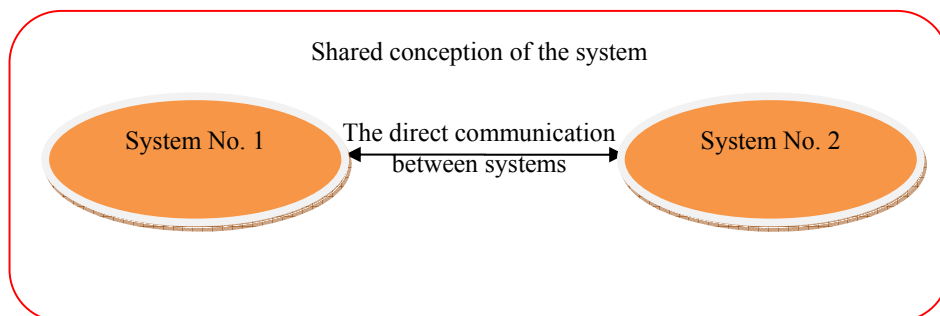 Shared conception of the system
System No. 1
The direct communication
between systems
System No. 2